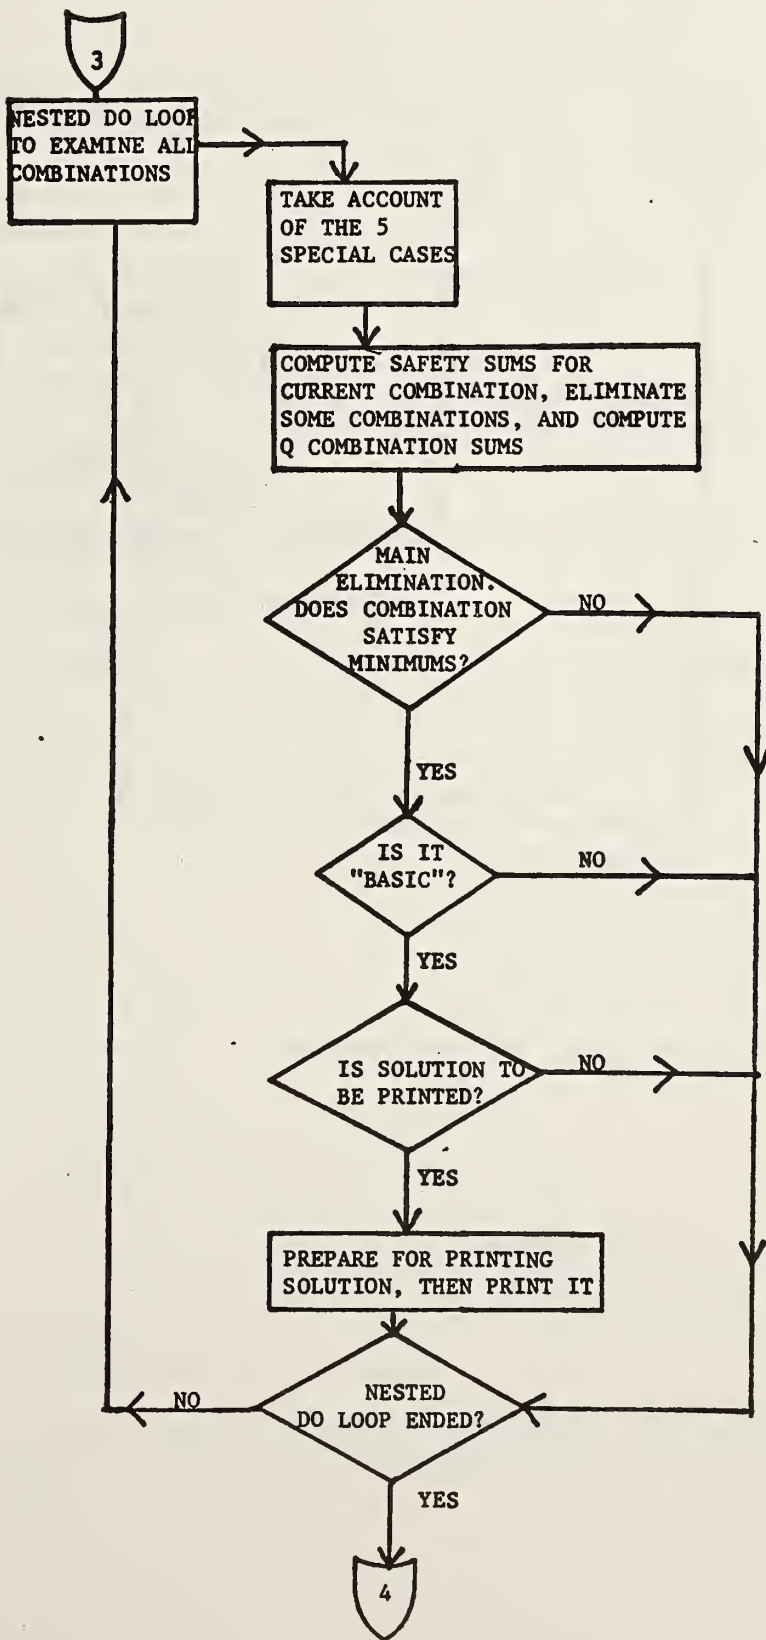 3
NESTED DO LOOP
TO EXAMINE ALL
COMBINATIONS
TAKE ACCOUNT
OF THE 5
SPECIAL CASES
COMPUTE SAFETY SUMS FOR
CURRENT COMBINATION, ELIMINATE
SOME COMBINATIONS, AND COMPUTE
Q COMBINATION SUMS
MAIN
ELIMINATION.
DOES COMBINATION
SATISFY
MINIMUMS?
NO
YES
IS IT
"BASIC"?
NO
YES
IS SOLUTION TO
BE PRINTED?
NO
YES
PREPARE FOR PRINTING
SOLUTION, THEN PRINT IT
NESTED
DO LOOP ENDED?
NO
YES
4